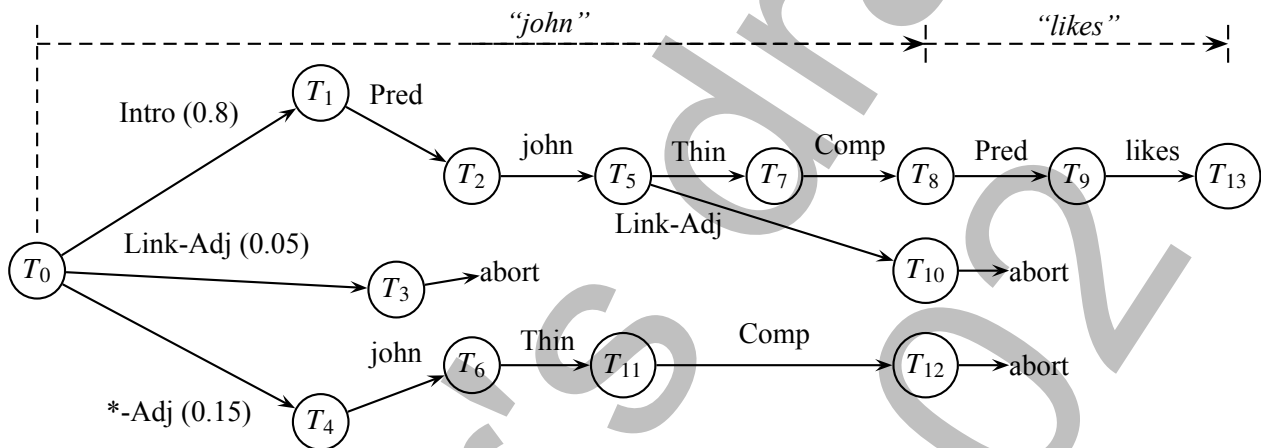 “john” “likes”
T1
Intro (0.8) Pred
john Thin Comp Pred likes
T2 T5 T7 T8 T9 T13
Link-Adj
Link-Adj (0.05)
T0 T3 abort T10 abort
john Thin Comp
T6 T11 T12 abort
*-Adj (0.15)
T4
's dr
02